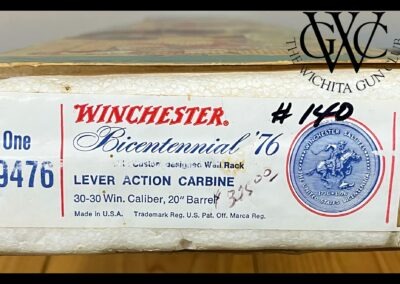 GWC
THE WICHITA GUN CLUB
WINCHESTER®
# 140
One
Bicentennial '76
9476
Custom designed Wall Rack
LEVER ACTION CARBINE
30-30 Win. Caliber, 20" Barrel
Made in U.S.A. Trademark Reg. U.S. Pat. Off. Marca Reg.